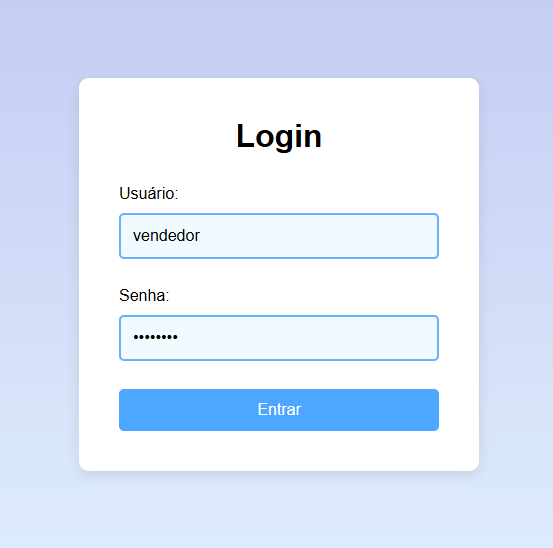 Login
Usuário:
vendedor
Senha:
••••••••
Entrar